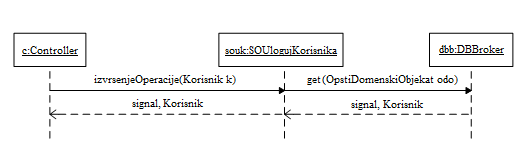 c:Controller
souk:SOUlogujKorisnika
dbb:DBBroker
izvrsenjeOperacije(Korisnik k)
get(OpstiDomenskiObjekat odo)
signal, Korisnik
signal, Korisnik